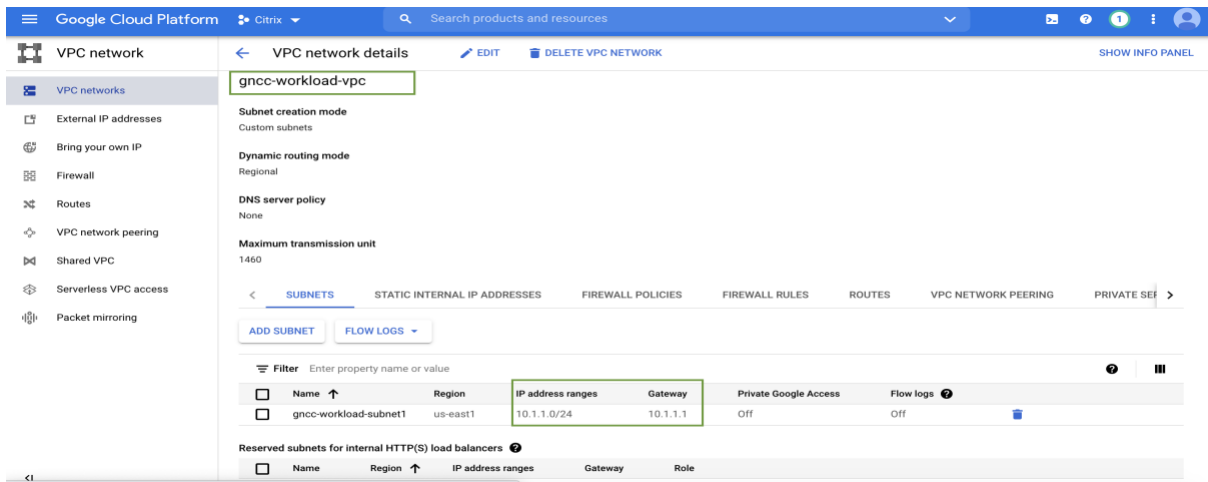 Google Cloud Platform Citrix Search products and resources 1
VPC network VPC network details EDIT DELETE VPC NETWORK SHOW INFO PANEL
VPC networks
External IP addresses
Bring your own IP
Firewall
Routes
VPC network peering
Shared VPC
Serverless VPC access
Packet mirroring
gncc-workload-vpc
Subnet creation mode
Custom subnets
Dynamic routing mode
Regional
DNS server policy
None
Maximum transmission unit
1460
SUBNETS STATIC INTERNAL IP ADDRESSES FIREWALL POLICIES FIREWALL RULES ROUTES VPC NETWORK PEERING PRIVATE SER
ADD SUBNET FLOW LOGS
Filter Enter property name or value
Name Region IP address ranges Gateway Private Google Access Flow logs
gncc-workload-subnet1 us-east1 10.1.1.0/24 10.1.1.1 Off Off
Reserved subnets for internal HTTP(S) load balancers
Name Region IP address ranges Gateway Role